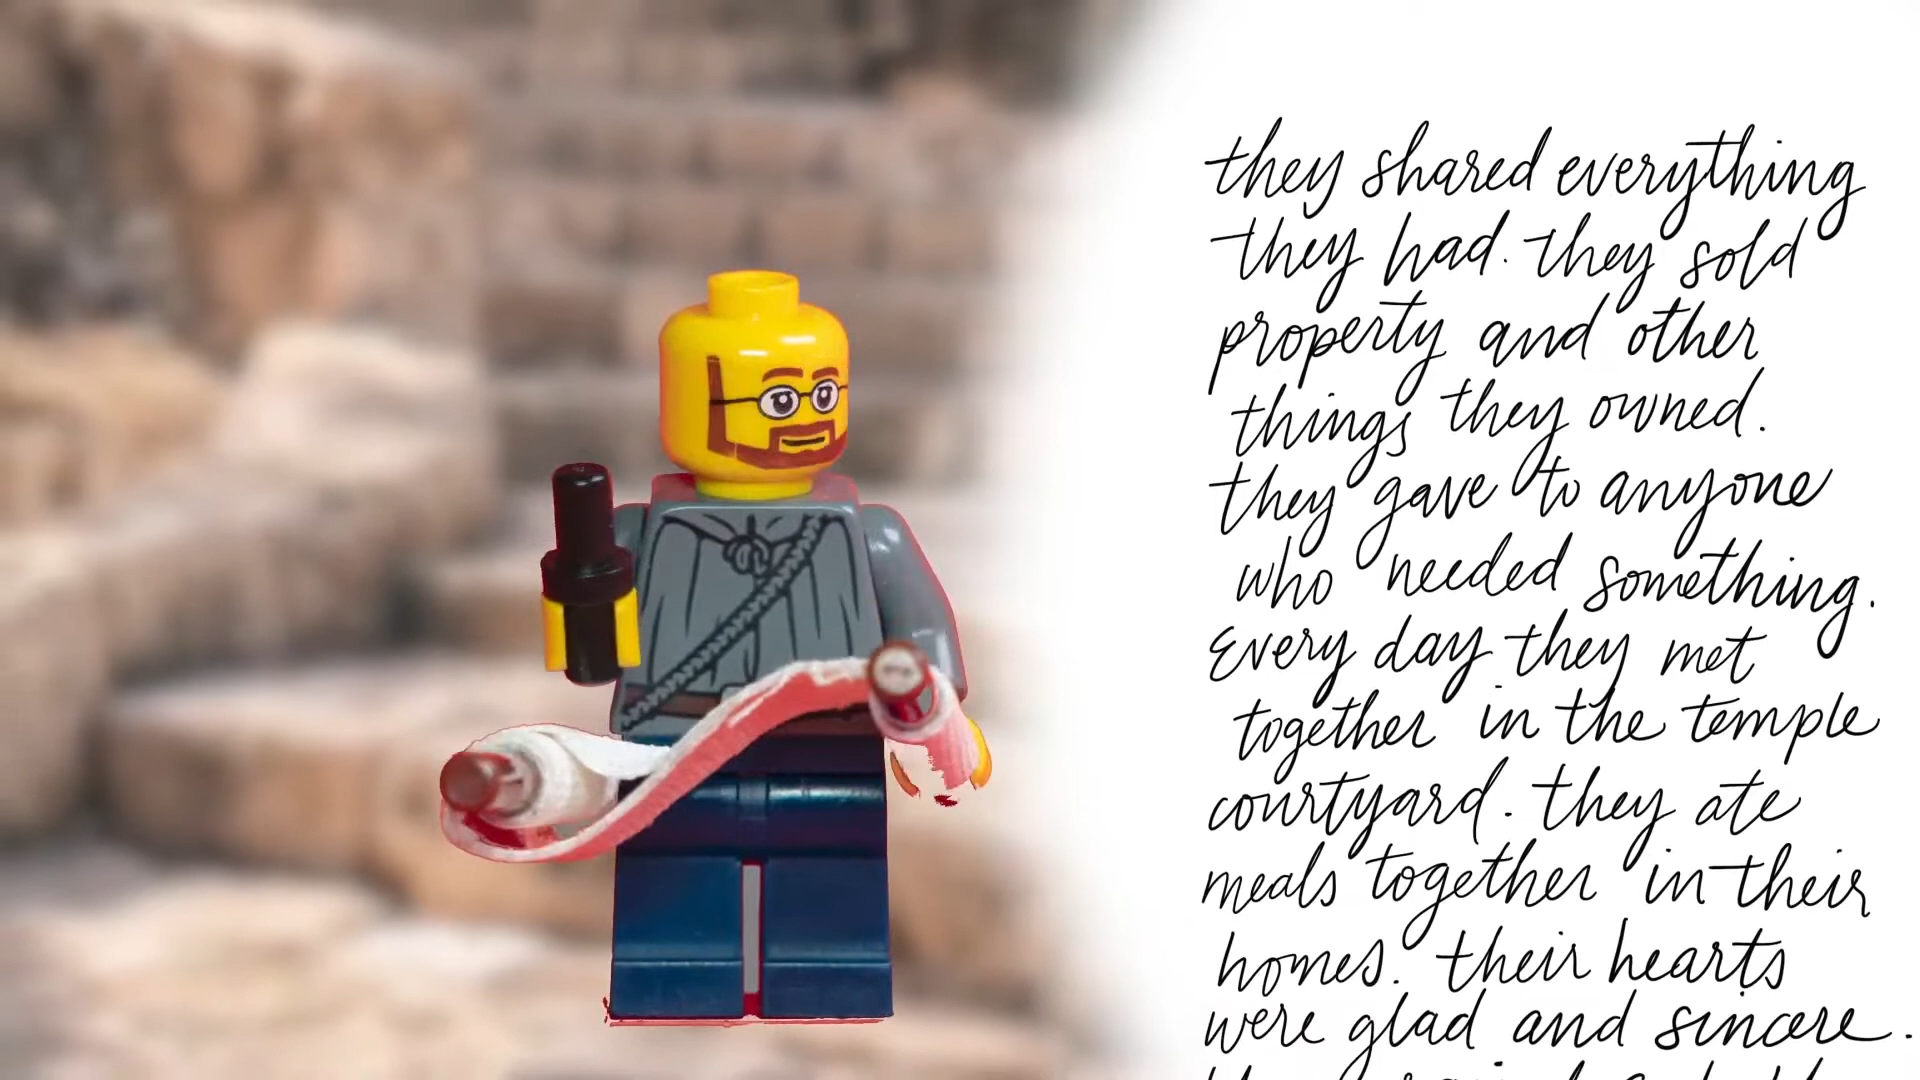 they shared everything
they had. they sold
property and other
things they owned.
they gave to anyone
who needed something.
every day they met
together in the temple
courtyard. they ate
meals together in their
homes. their hearts
were glad and sincere.